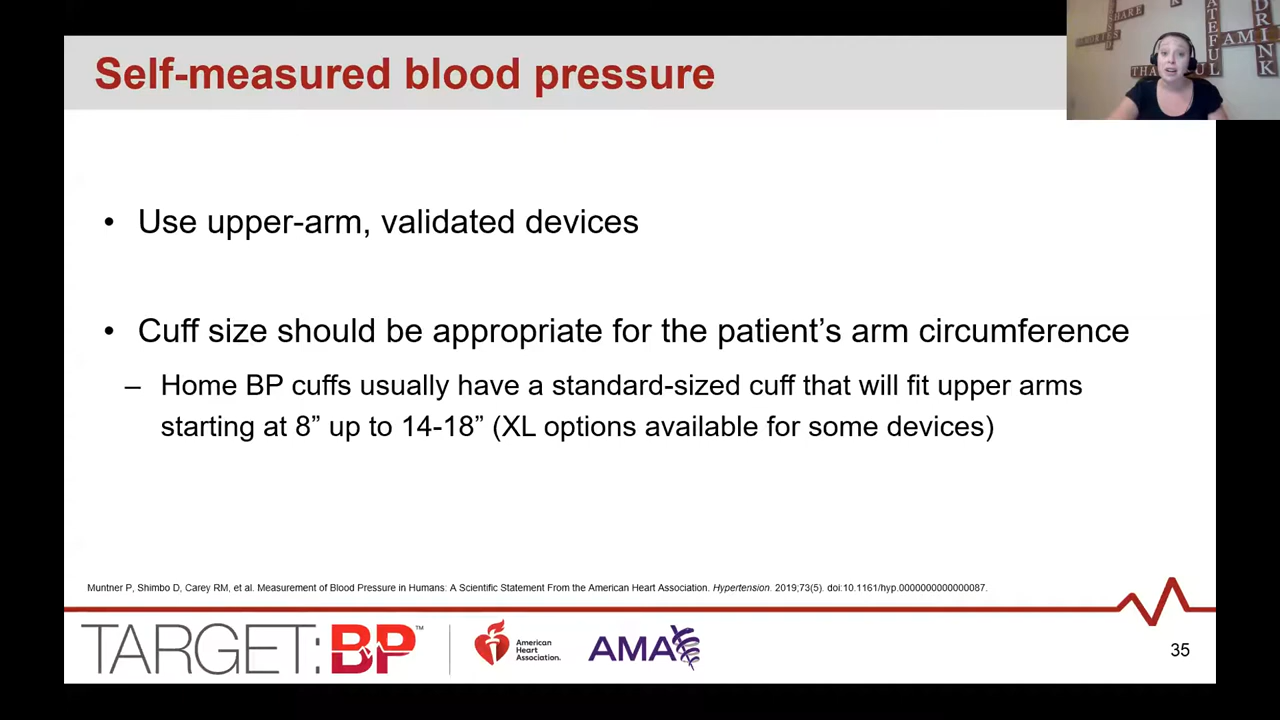 Self-measured blood pressure
• Use upper-arm, validated devices
• Cuff size should be appropriate for the patient’s arm circumference
– Home BP cuffs usually have a standard-sized cuff that will fit upper arms
starting at 8” up to 14-18” (XL options available for some devices)
Muntner P, Shimbo D, Carey RM, et al. Measurement of Blood Pressure in Humans: A Scientific Statement From the American Heart Association. Hypertension. 2019;73(5). doi:10.1161/hyp.0000000000000087.
TARGET:BP™
American
Heart
Association.
AMA
35
SHARE
DRINK